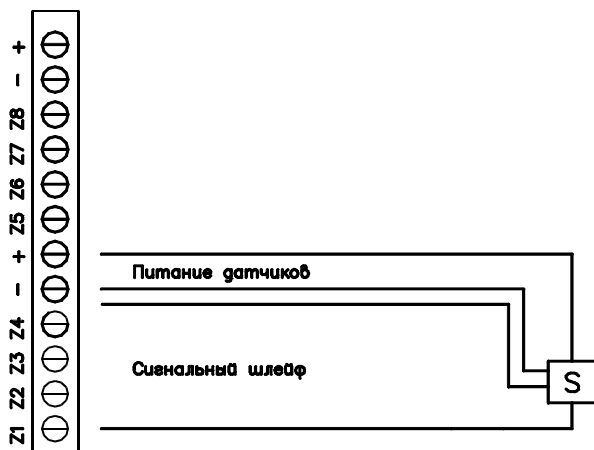 +
−
Z8
Z7
Z6
Z5
+
−
Z4
Z3
Z2
Z1
Питание датчиков
Сигнальный шлейф
S